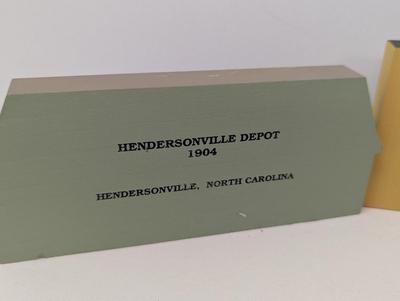 HENDERSONVILLE DEPOT
1904
HENDERSONVILLE, NORTH CAROLINA